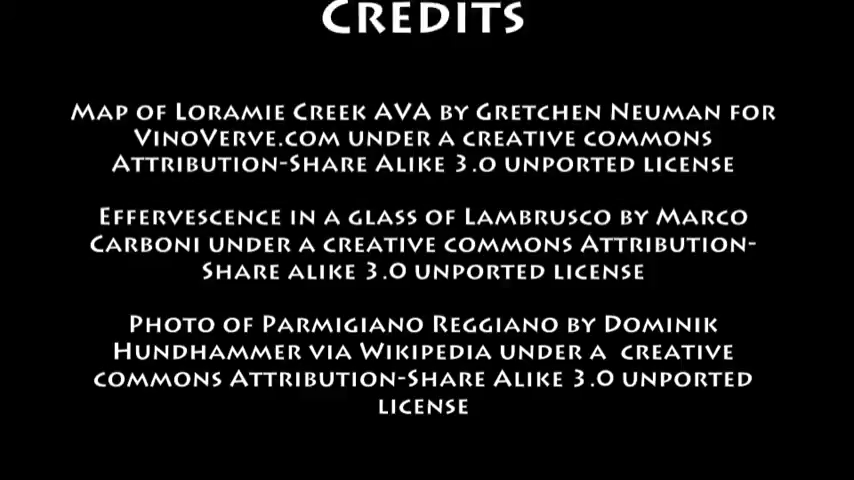 CREDITS
MAP OF LORAMIE CREEK AVA BY GRETCHEN NEUMAN FOR
VINOVERVE.COM UNDER A CREATIVE COMMONS
ATTRIBUTION-SHARE ALIKE 3.0 UNPORTED LICENSE
EFFERVESCENCE IN A GLASS OF LAMBRUSCO BY MARCO
CARBONI UNDER A CREATIVE COMMONS ATTRIBUTION-
SHARE ALIKE 3.0 UNPORTED LICENSE
PHOTO OF PARMIGIANO REGGIANO BY DOMINIK
HUNDHAMMER VIA WIKIPEDIA UNDER A CREATIVE
COMMONS ATTRIBUTION-SHARE ALIKE 3.0 UNPORTED
LICENSE